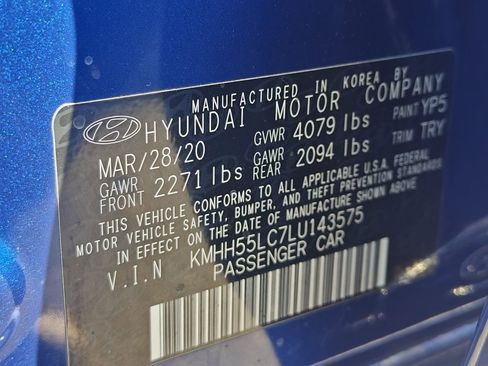 MANUFACTURED IN KOREA BY
HYUNDAI MOTOR COMPANY
MAR/28/20 GVWR 4079 lbs PAINT YP5
GAWR FRONT 2271 lbs GAWR REAR 2094 lbs TRIM TRY
THIS VEHICLE CONFORMS TO ALL APPLICABLE U.S.A. FEDERAL
MOTOR VEHICLE SAFETY, BUMPER, AND THEFT PREVENTION STANDARDS
IN EFFECT ON THE DATE OF MANUFACTURE SHOWN ABOVE.
V.I.N KMHH55LC7LU143575
PASSENGER CAR